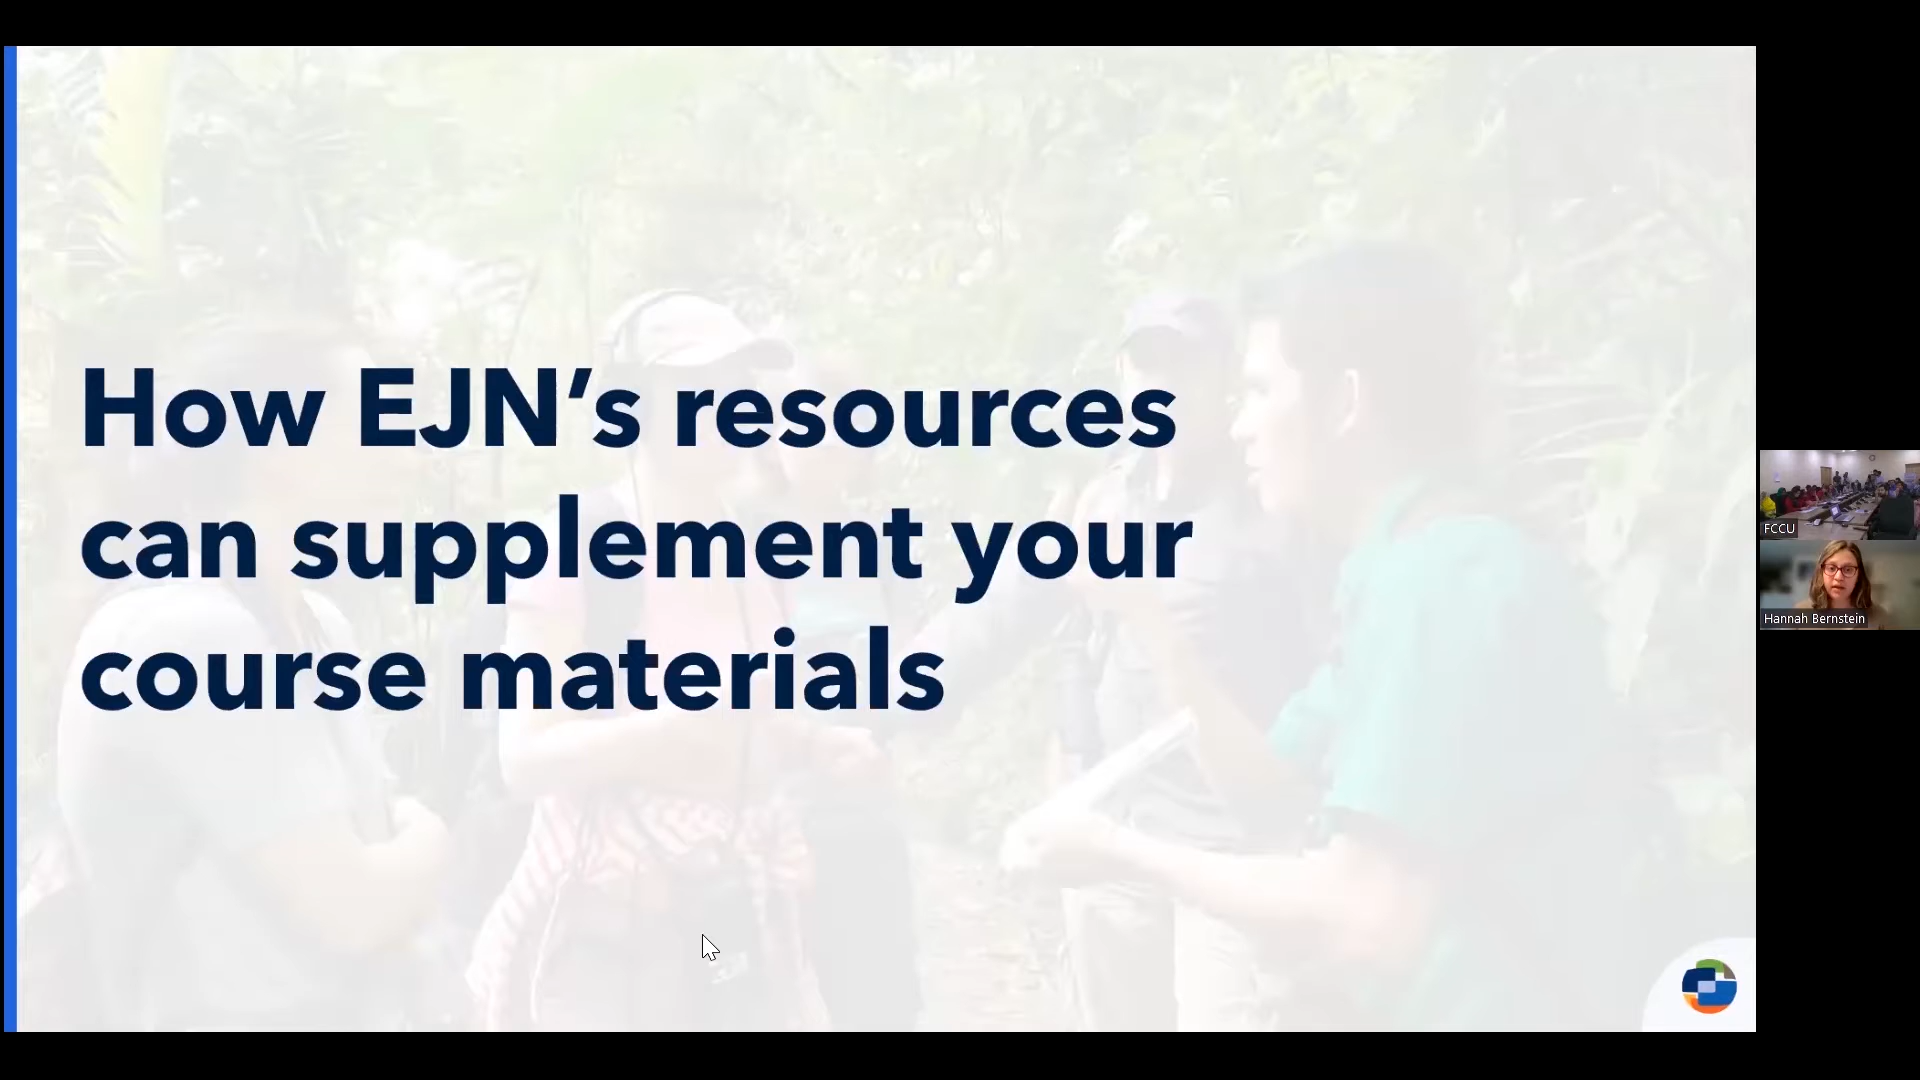 How EJN’s resources
can supplement your
course materials
FCCU
Hannah Bernstein